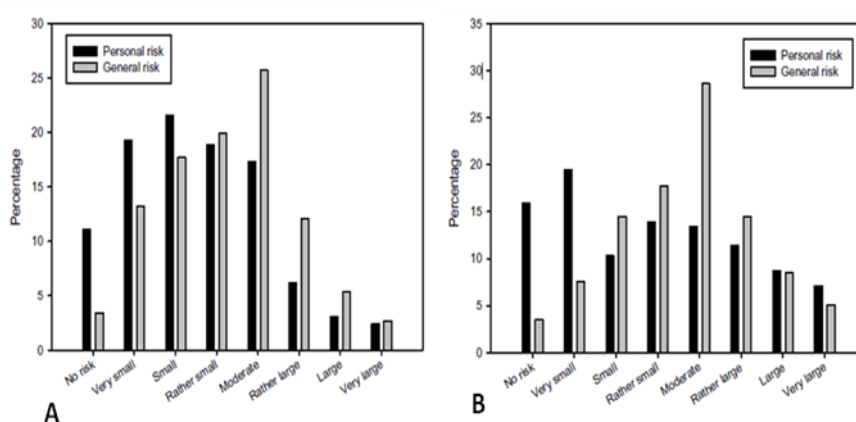 30
25
20
15
10
5
0
Percentage
Personal risk
General risk
No risk
Very small
Small
Rather small
Moderate
Rather large
Large
Very large
A
35
30
25
20
15
10
5
0
Percentage
Personal risk
General risk
No risk
Very small
Small
Rather small
Moderate
Rather large
Large
Very large
B